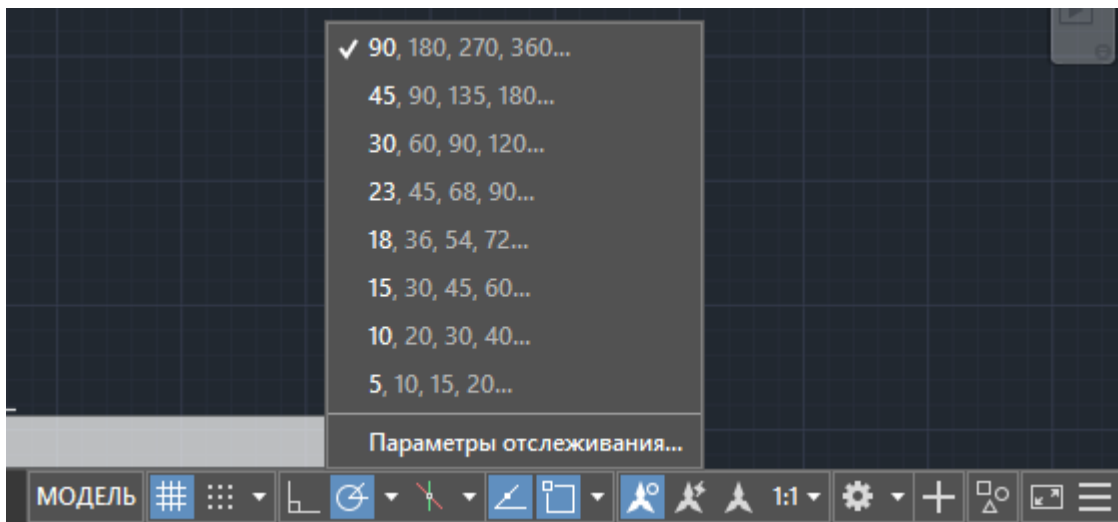 90, 180, 270, 360...
45, 90, 135, 180...
30, 60, 90, 120...
23, 45, 68, 90...
18, 36, 54, 72...
15, 30, 45, 60...
10, 20, 30, 40...
5, 10, 15, 20...
Параметры отслеживания...
МОДЕЛЬ 1:1